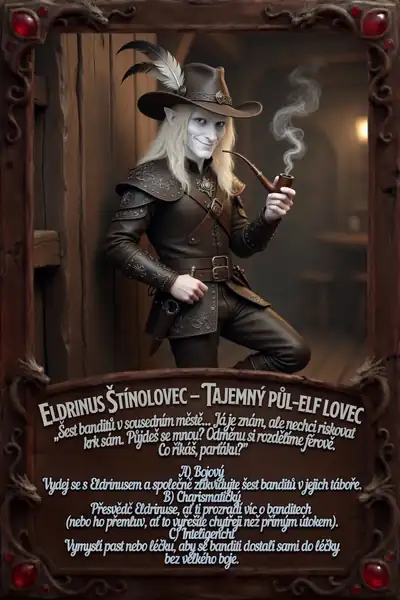 Eldrinus Štínolovec – Tajemný půl-elf lovec
„Šest banditů v sousedním městě... Já je znám, ale nechci riskovat
krk sám. Půjdeš se mnou? Odměnu si rozdělíme férově.
Co říkáš, parťáku?"
A) Bojový
Vydej se s Eldrinusem a společně zlikvidujte šest banditů v jejich táboře.
B) Charismatický
Přesvědč Eldrinuse, ať ti prozradí víc o banditech
(nebo ho přemluv, ať to vyřešíte chytřeji než přímým útokem).
C) Inteligenční
Vymysli past nebo léčku, aby se banditi dostali sami do léčky
bez velkého boje.